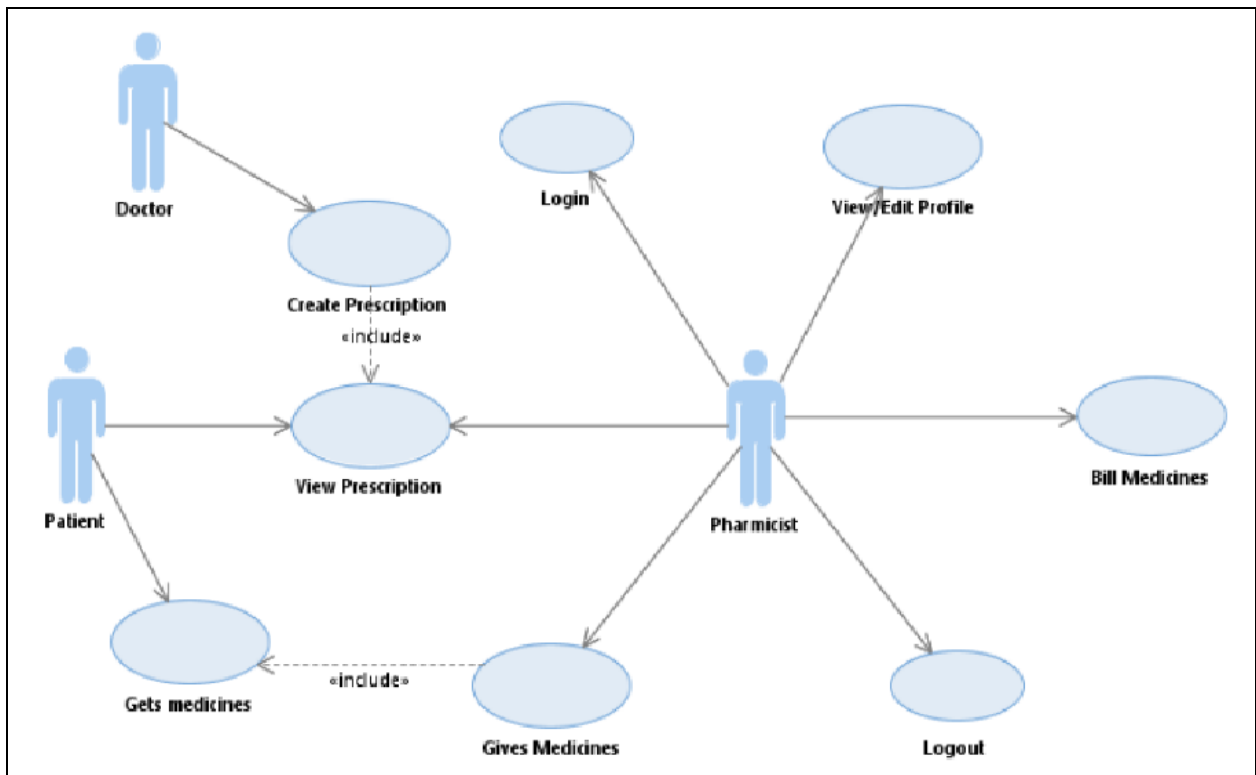 Doctor
Login
View/Edit Profile
Create Prescription
«include»
View Prescription
Bill Medicines
Patient
Pharmicist
Gets medicines
«include»
Gives Medicines
Logout